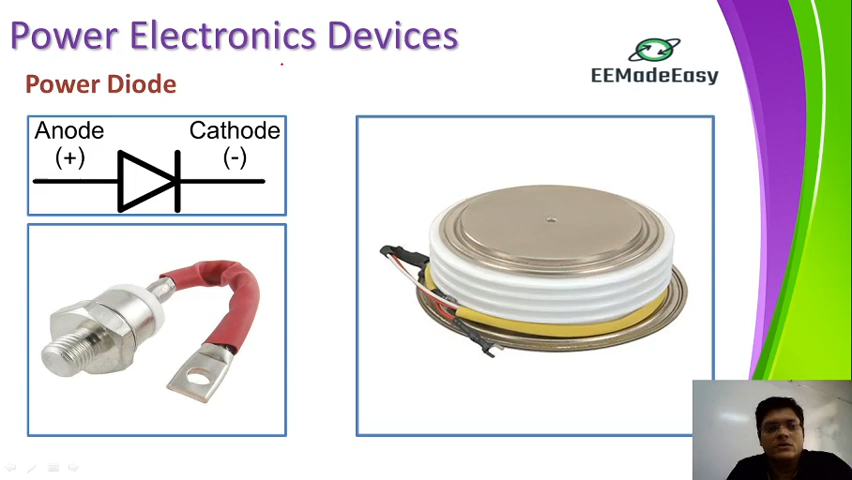 Power Electronics Devices
EEMadeEasy
Power Diode
Anode Cathode
(+) (-)